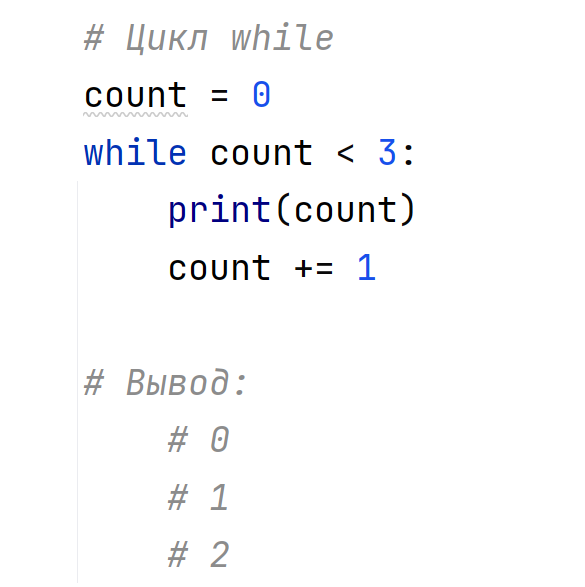 # Цикл while
count = 0
while count < 3:
    print(count)
    count += 1
# Вывод:
    # 0
    # 1
    # 2